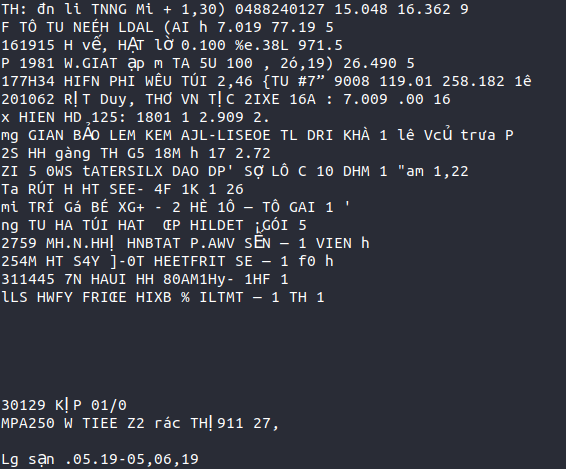 TH: đn li TNNG Mi + 1,30) 0488240127 15.048 16.362 9
F TÔ TU NEÉH LDAL (AI h 7.019 77.19 5
161915 H vế, HẠT lờ 0.100 %e.38L 971.5
P 1981 W.GIAT ạp m TA 5U 100 , 26,19) 26.490 5
177H34 HIFN PHI WÊU TÚI 2,46 {TU #7” 9008 119.01 258.182 1ê
201062 RỊT Duy, THƠ VN TỊC 2IXE 16A : 7.009 .00 16
x HIEN HD 125: 1801 1 2.909 2.
mg GIAN BẢO LEM KEM AJL-LISEOE TL DRI KHÀ 1 lê Vcủ trưa P
2S HH gàng TH G5 18M h 17 2.72
ZI 5 0WS tATERSILX DAO DP' SỢ LÔ C 10 DHM 1 "am 1,22
Ta RÚT H HT SEE- 4F 1K 1 26
mi TRÍ Gá BÉ XG+ - 2 HÈ 1Ô — TÔ GAI 1 '
ng TU HA TÚI HAT ŒP HILDET ¡GÓI 5
2759 MH.N.HHỊ HNBTAT P.AWV SẾN — 1 VIEN h
254M HT S4Y ]-0T HEETFRIT SE — 1 f0 h
311445 7N HAUI HH 80AM1Hy- 1HF 1
lLS HWFY FRIŒE HIXB % ILTMT — 1 TH 1
30129 KỊP 01/0
MPA250 W TIEE Z2 rác THỊ911 27,
Lg sạn .05.19-05,06,19